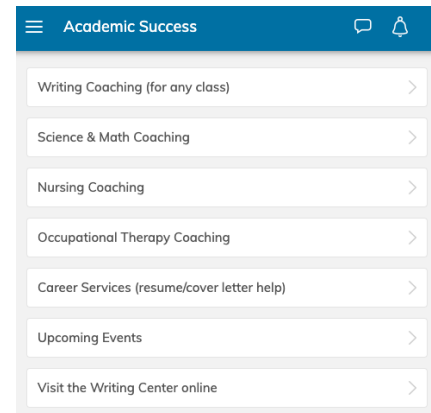 Academic Success
Writing Coaching (for any class)
Science & Math Coaching
Nursing Coaching
Occupational Therapy Coaching
Career Services (resume/cover letter help)
Upcoming Events
Visit the Writing Center online